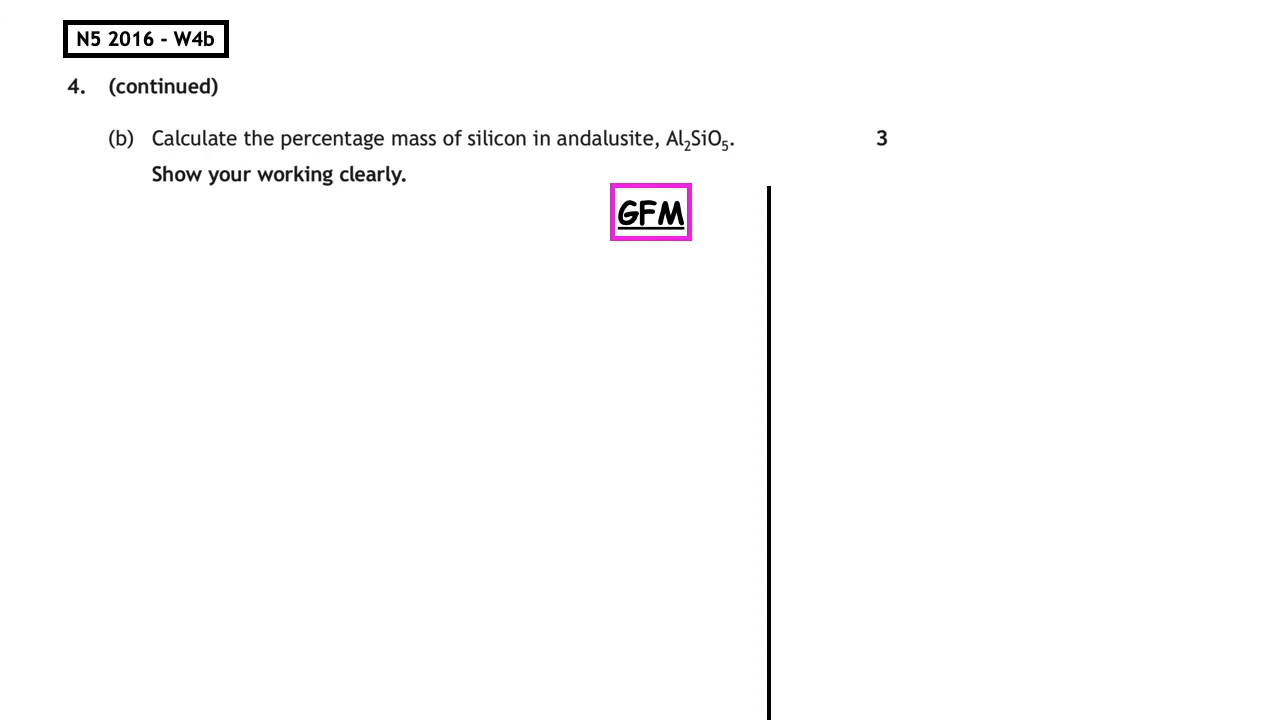 N5 2016 - W4b
4. (continued)
(b) Calculate the percentage mass of silicon in andalusite, Al₂SiO₅. 3
Show your working clearly.
GFM